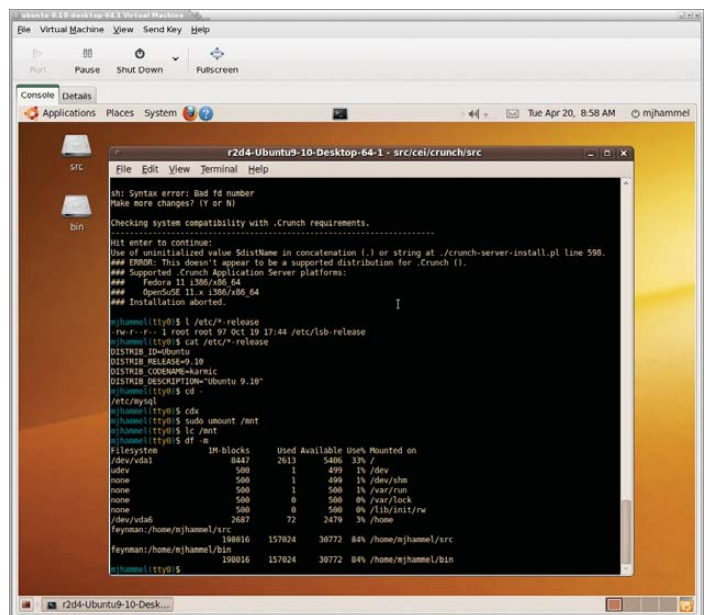 ubuntu-9.10-desktop-64-1 Virtual Machine
File Virtual Machine View Send Key Help
Run Pause Shut Down Fullscreen
Console Details
Applications Places System Tue Apr 20, 8:58 AM mjhammel
src
bin
r2d4-Ubuntu9-10-Desktop-64-1 - src/cei/crunch/src
File Edit View Terminal Help
sh: Syntax error: Bad fd number
Make more changes? (Y or N)
Checking system compatibility with .Crunch requirements.
------------------------------------------------------------------------
Hit enter to continue:
Use of uninitialized value $distName in concatenation (.) or string at ./crunch-server-install.pl line 598.
### ERROR: This doesn't appear to be a supported distribution for .Crunch ().
### Supported .Crunch Application Server platforms:
### Fedora 11 i386/x86_64
### OpenSuSE 11.x i386/x86_64
### Installation aborted.
mjhammel(tty0)$ l /etc/*-release
-rw-r--r-- 1 root root 97 Oct 19 17:44 /etc/lsb-release
mjhammel(tty0)$ cat /etc/*-release
DISTRIB_ID=Ubuntu
DISTRIB_RELEASE=9.10
DISTRIB_CODENAME=karmic
DISTRIB_DESCRIPTION="Ubuntu 9.10"
mjhammel(tty0)$ cd -
/etc/mysql
mjhammel(tty0)$ cdx
mjhammel(tty0)$ sudo umount /mnt
mjhammel(tty0)$ lc /mnt
mjhammel(tty0)$ df -m
Filesystem 1M-blocks Used Available Use% Mounted on
/dev/vda1 8447 2613 5406 33% /
udev 500 1 499 1% /dev
none 500 1 499 1% /dev/shm
none 500 1 500 1% /var/run
none 500 0 500 0% /var/lock
none 500 0 500 0% /lib/init/rw
/dev/vda6 2687 72 2479 3% /home
feynman:/home/mjhammel/src
198016 157024 30772 84% /home/mjhammel/src
feynman:/home/mjhammel/bin
198016 157024 30772 84% /home/mjhammel/bin
mjhammel(tty0)$
r2d4-Ubuntu9-10-Desk...